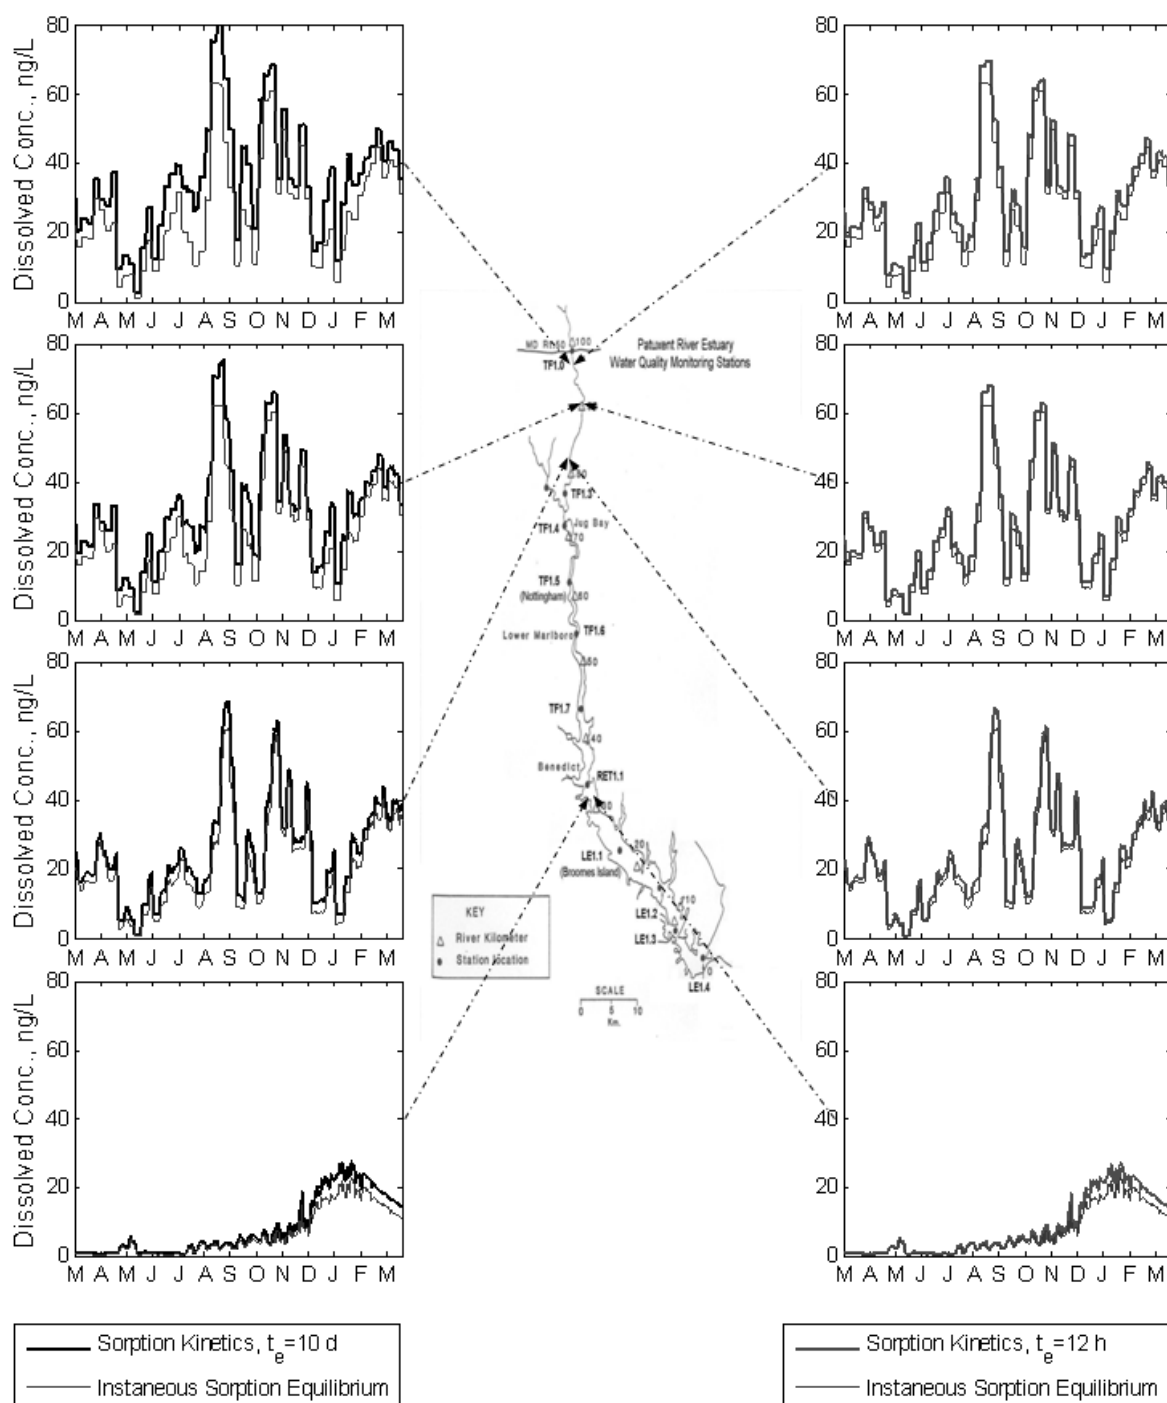 80
60
40
20
0
Dissolved Conc., ng/L
M A M J J A S O N D J F M
80
60
40
20
0
M A M J J A S O N D J F M
80
60
40
20
0
Dissolved Conc., ng/L
M A M J J A S O N D J F M
80
60
40
20
0
M A M J J A S O N D J F M
80
60
40
20
0
Dissolved Conc., ng/L
M A M J J A S O N D J F M
80
60
40
20
0
M A M J J A S O N D J F M
80
60
40
20
0
Dissolved Conc., ng/L
M A M J J A S O N D J F M
80
60
40
20
0
M A M J J A S O N D J F M
100
TF1.0
Patuxent River Estuary
Water Quality Monitoring Stations
TF1.3
Jug Bay
TF1.4
70
TF1.5
(Nottingham)
60
Lower Marlboro
TF1.6
50
TF1.7
40
Benedict
RET1.1
20
LE1.1
(Broomes Island)
10
LE1.2
LE1.3
0
LE1.4
KEY
River Kilometer
Station location
SCALE
0 5 10
Km.
Sorption Kinetics, t_e=10 d
Instaneous Sorption Equilibrium
Sorption Kinetics, t_e=12 h
Instaneous Sorption Equilibrium